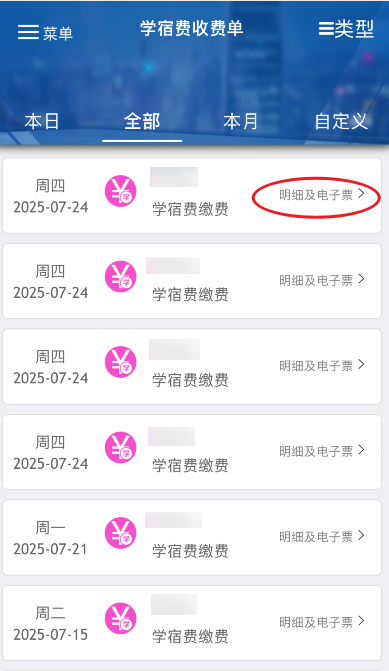 菜单
学宿费收费单
类型
本日
全部
本月
自定义
周四
2025-07-24
学宿费缴费
明细及电子票
周四
2025-07-24
学宿费缴费
明细及电子票
周四
2025-07-24
学宿费缴费
明细及电子票
周四
2025-07-24
学宿费缴费
明细及电子票
周一
2025-07-21
学宿费缴费
明细及电子票
周二
2025-07-15
学宿费缴费
明细及电子票